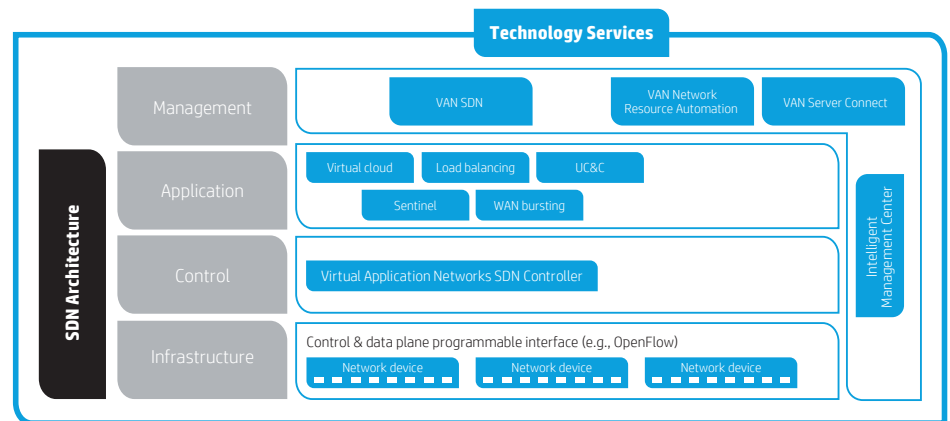 Technology Services
SDN Architecture
Management
VAN SDN
VAN Network
Resource Automation
VAN Server Connect
Application
Virtual cloud
Load balancing
UC&C
Sentinel
WAN bursting
Control
Virtual Application Networks SDN Controller
Infrastructure
Control & data plane programmable interface (e.g., OpenFlow)
Network device
Network device
Network device
Intelligent
Management Center